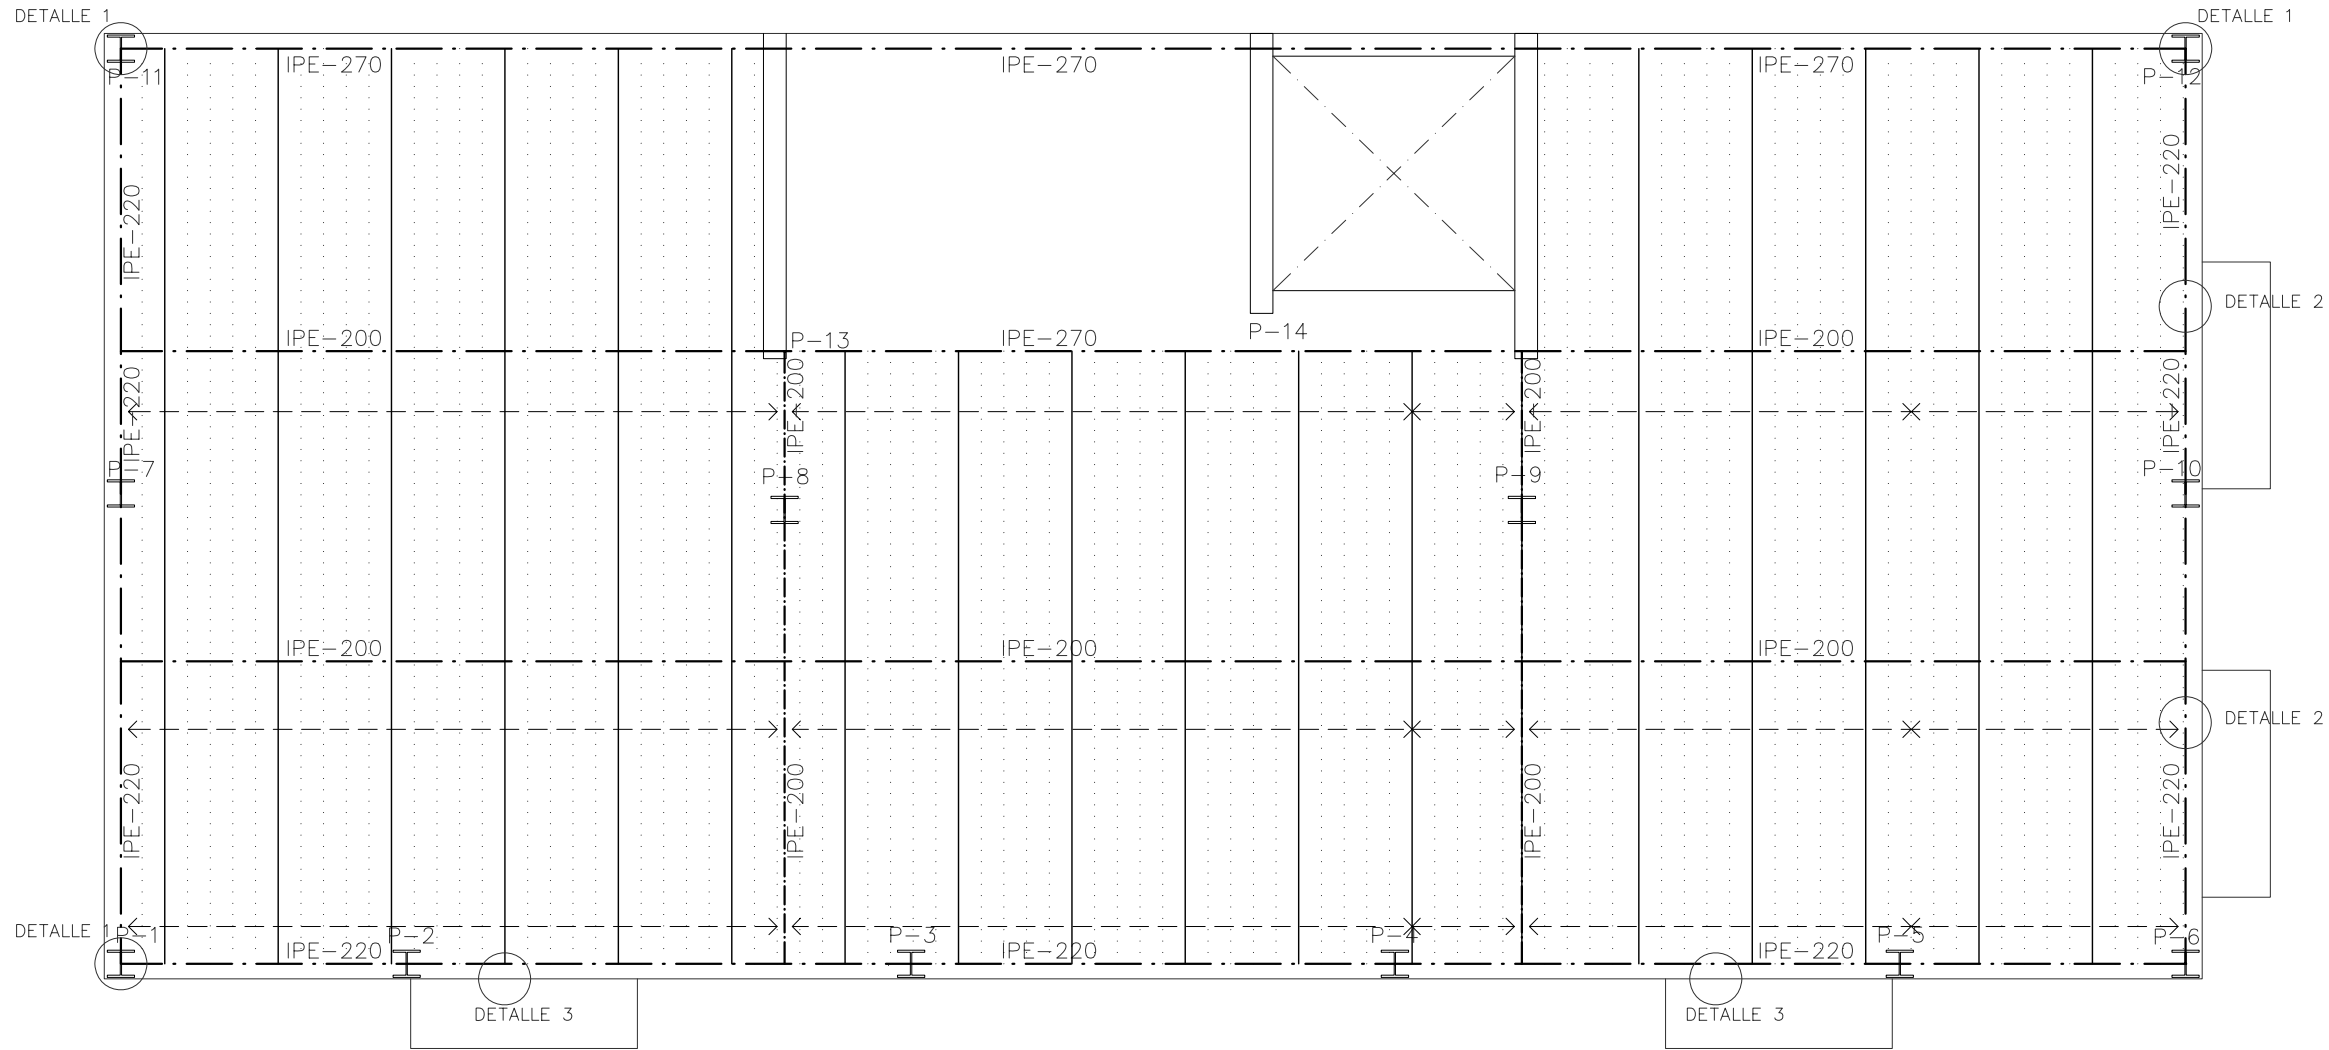 DETALLE 1
DETALLE 1
IPE-270
IPE-270
IPE-270
P-11
P-12
IPE-220
IPE-220
DETALLE 2
IPE-200
P-13
IPE-270
P-14
IPE-200
IPE-220
IPE-200
IPE-200
IPE-220
P-7
P-8
P-9
P-10
IPE-200
IPE-200
IPE-200
DETALLE 2
IPE-220
IPE-200
IPE-200
IPE-220
DETALLE 1
P-1
P-2
P-3
P-4
P-5
P-6
IPE-220
IPE-220
IPE-220
DETALLE 3
DETALLE 3